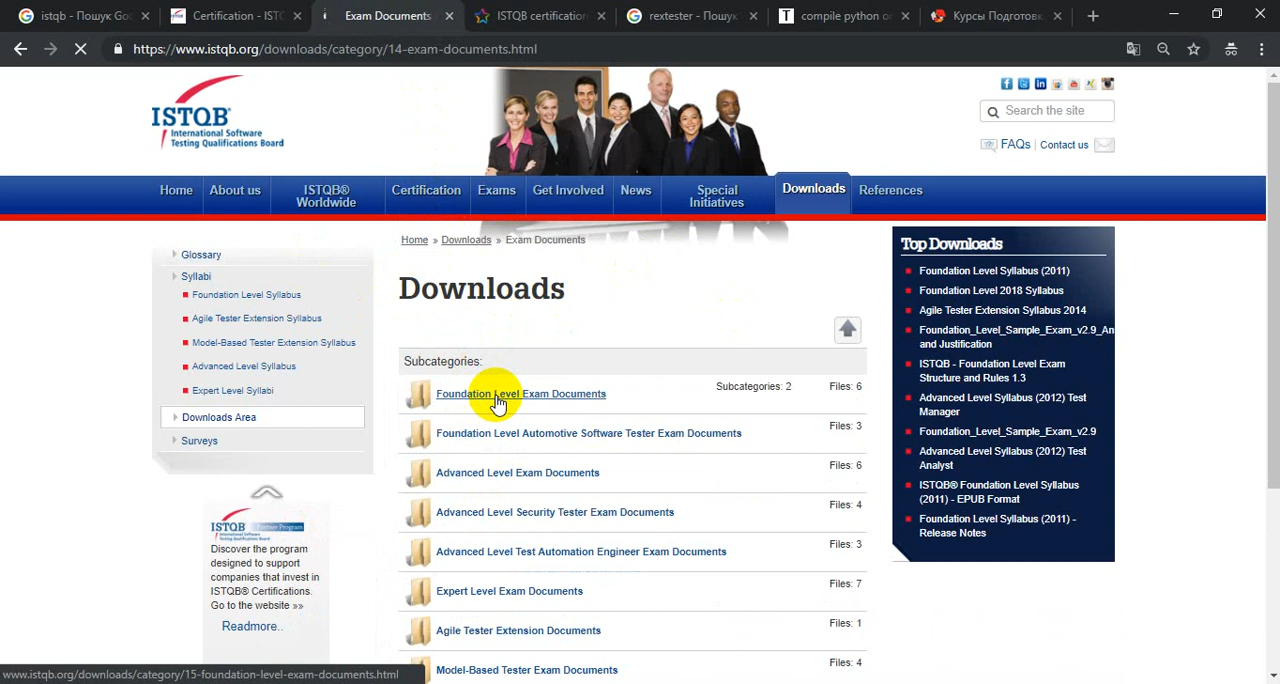 istqb - Пошук Goo
Certification - ISTQ
Exam Documents
ISTQB certification
rextester - Пошук
compile python on
Курсы Подготовк
https://www.istqb.org/downloads/category/14-exam-documents.html
ISTQB®
International Software
Testing Qualifications Board
Search the site
FAQs | Contact us
Home
About us
ISTQB®
Worldwide
Certification
Exams
Get Involved
News
Special
Initiatives
Downloads
References
Glossary
Syllabi
Foundation Level Syllabus
Agile Tester Extension Syllabus
Model-Based Tester Extension Syllabus
Advanced Level Syllabus
Expert Level Syllabi
Downloads Area
Surveys
ISTQB Partner Program
Discover the program
designed to support
companies that invest in
ISTQB® Certifications.
Go to the website »»
Readmore..
Home » Downloads » Exam Documents
Downloads
Subcategories:
Foundation Level Exam Documents Subcategories: 2 Files: 6
Foundation Level Automotive Software Tester Exam Documents Files: 3
Advanced Level Exam Documents Files: 6
Advanced Level Security Tester Exam Documents Files: 4
Advanced Level Test Automation Engineer Exam Documents Files: 3
Expert Level Exam Documents Files: 7
Agile Tester Extension Documents Files: 1
Model-Based Tester Exam Documents Files: 4
Top Downloads
Foundation Level Syllabus (2011)
Foundation Level 2018 Syllabus
Agile Tester Extension Syllabus 2014
Foundation_Level_Sample_Exam_v2.9_An
and Justification
ISTQB - Foundation Level Exam
Structure and Rules 1.3
Advanced Level Syllabus (2012) Test
Manager
Foundation_Level_Sample_Exam_v2.9
Advanced Level Syllabus (2012) Test
Analyst
ISTQB® Foundation Level Syllabus
(2011) - EPUB Format
Foundation Level Syllabus (2011) -
Release Notes
www.istqb.org/downloads/category/15-foundation-level-exam-documents.html